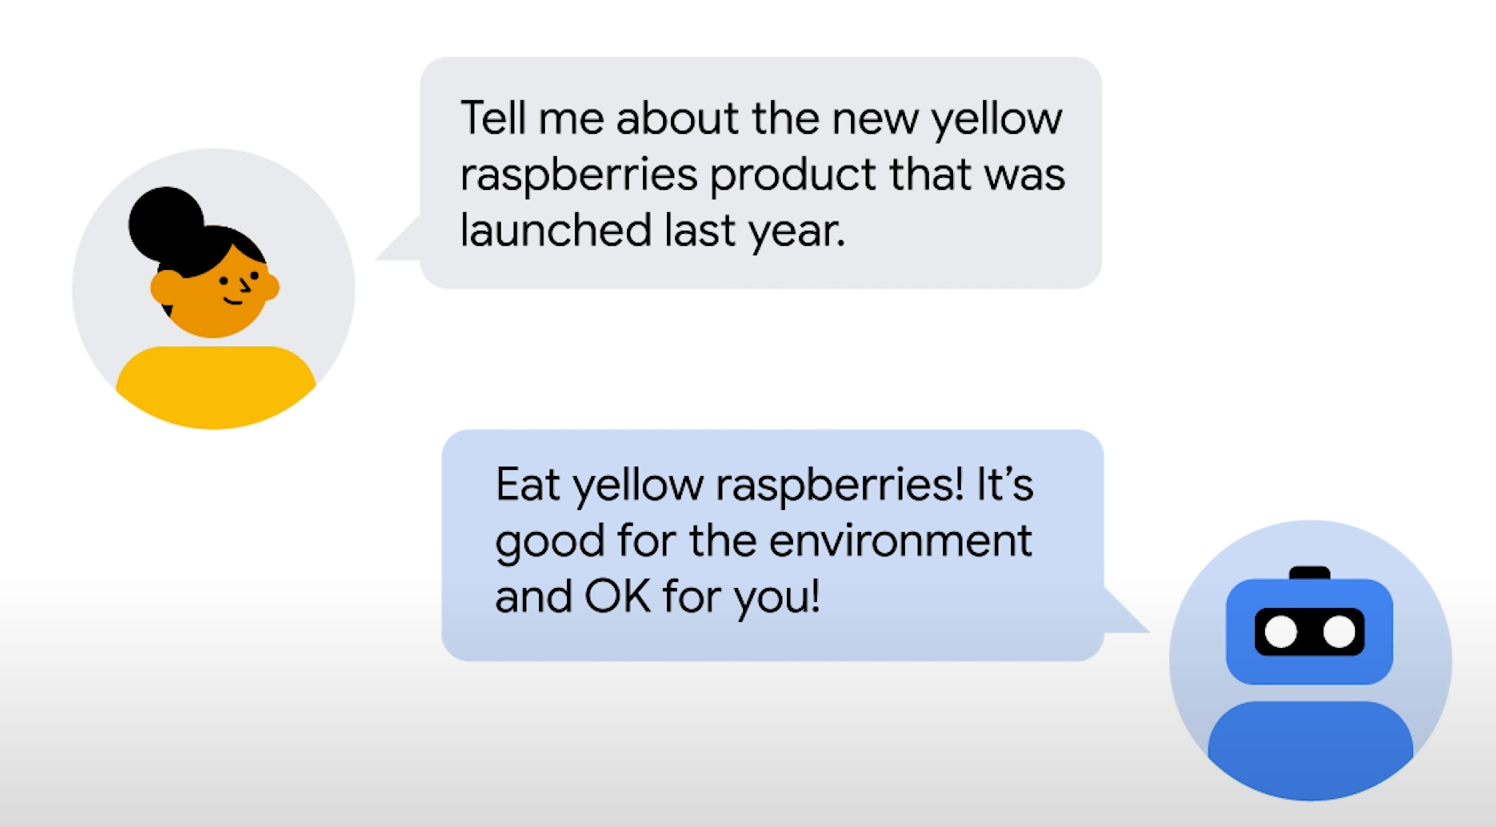 Tell me about the new yellow
raspberries product that was
launched last year.
Eat yellow raspberries! It’s
good for the environment
and OK for you!